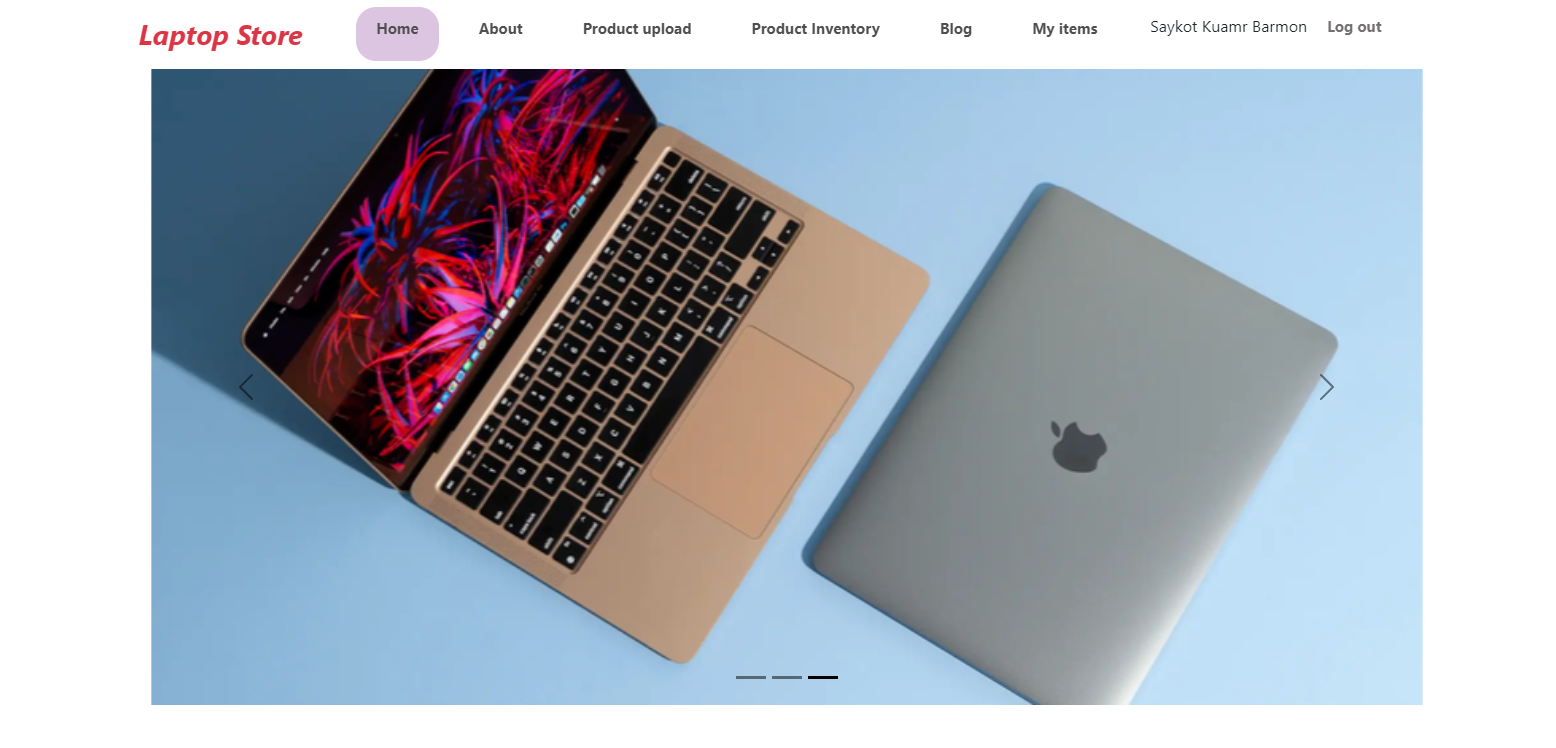 Laptop Store
Home
About
Product upload
Product Inventory
Blog
My items
Saykot Kuamr Barmon
Log out